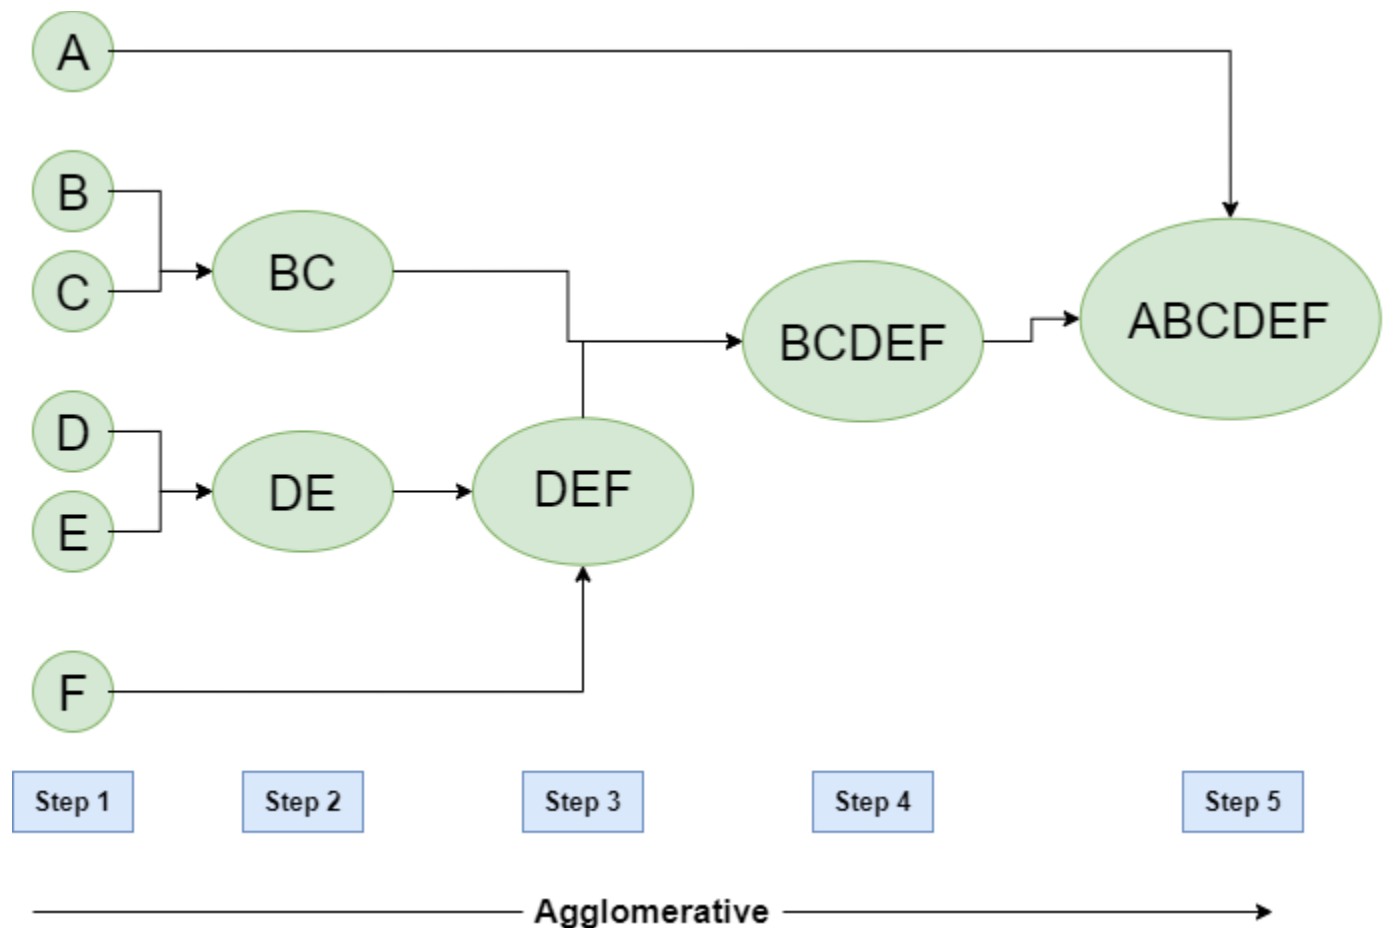 A
B
C
BC
BCDEF
ABCDEF
D
E
DE
DEF
F
Step 1
Step 2
Step 3
Step 4
Step 5
Agglomerative